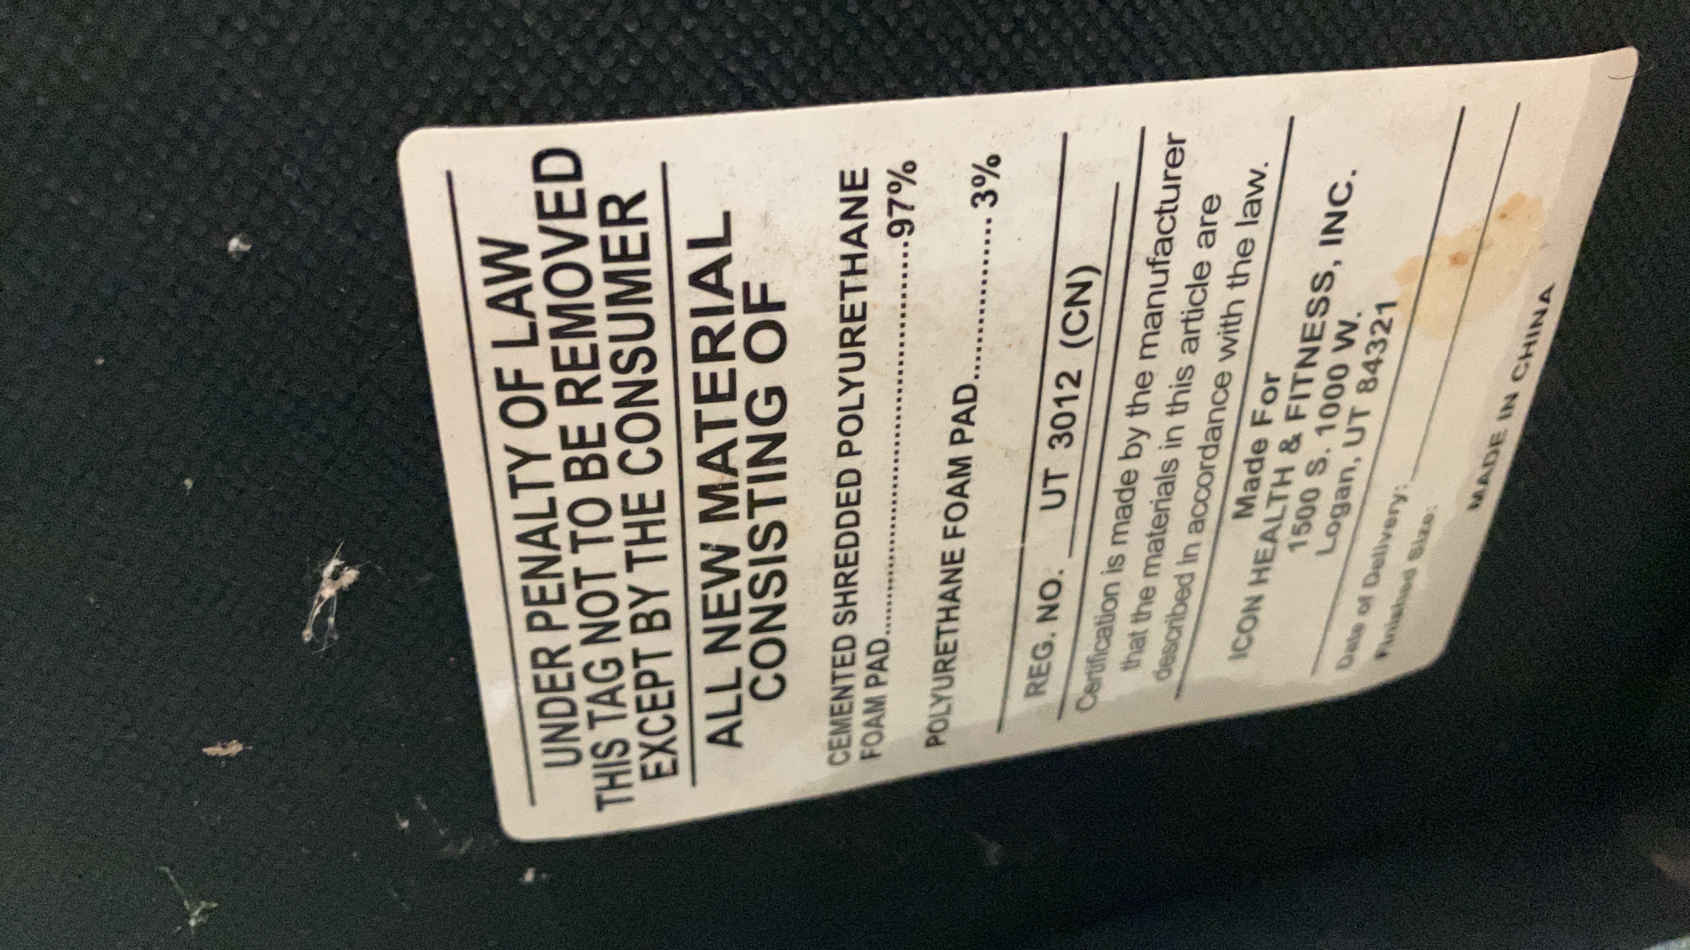 UNDER PENALTY OF LAW
THIS TAG NOT TO BE REMOVED
EXCEPT BY THE CONSUMER
ALL NEW MATERIAL
CONSISTING OF
CEMENTED SHREDDED POLYURETHANE
FOAM PAD..............................................97%
POLYURETHANE FOAM PAD.............3%
REG. NO. UT 3012 (CN)
Certification is made by the manufacturer
that the materials in this article are
described in accordance with the law.
Made For
ICON HEALTH & FITNESS, INC.
1500 S. 1000 W.
Logan, UT 84321
Date of Delivery:
Finished Size:
MADE IN CHINA